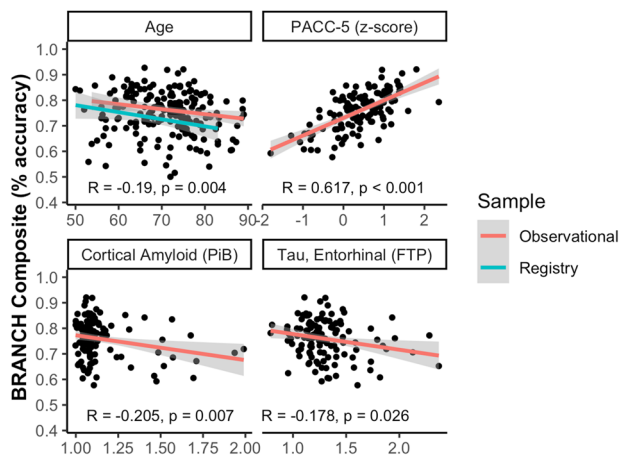 Age
PACC-5 (z-score)
1.0
0.9
0.8
0.7
0.6
0.5
0.4
R = -0.19, p = 0.004
R = 0.617, p < 0.001
50 60 70 80 90
-2 -1 0 1 2
Cortical Amyloid (PiB)
Tau, Entorhinal (FTP)
1.0
0.9
0.8
0.7
0.6
0.5
0.4
R = -0.205, p = 0.007
R = -0.178, p = 0.026
1.00 1.25 1.50 1.75 2.00
1.0 1.5 2.0
BRANCH Composite (% accuracy)
Sample
Observational
Registry